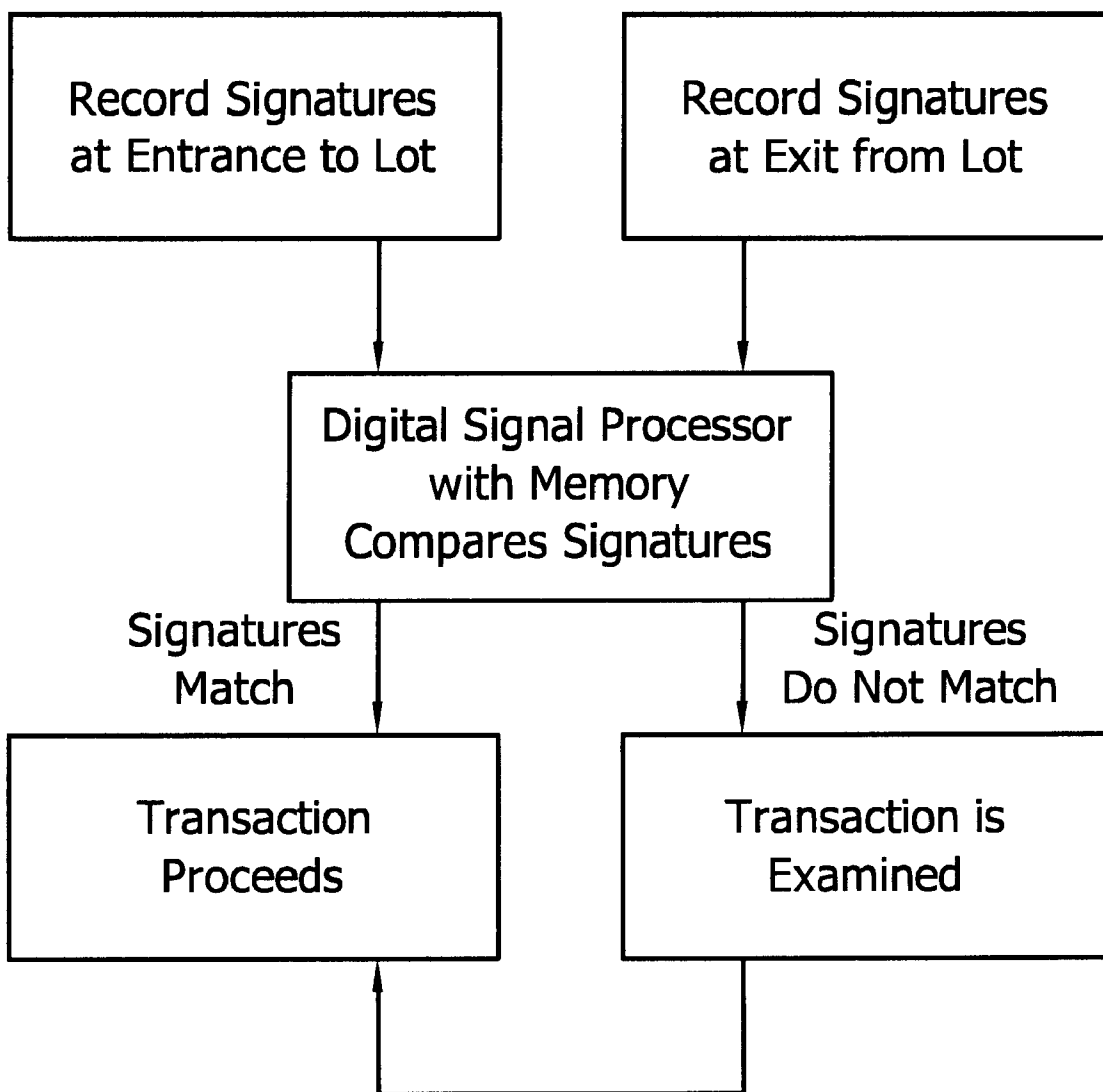 Record Signatures
at Entrance to Lot
Record Signatures
at Exit from Lot
Digital Signal Processor
with Memory
Compares Signatures
Signatures
Match
Signatures
Do Not Match
Transaction
Proceeds
Transaction is
Examined